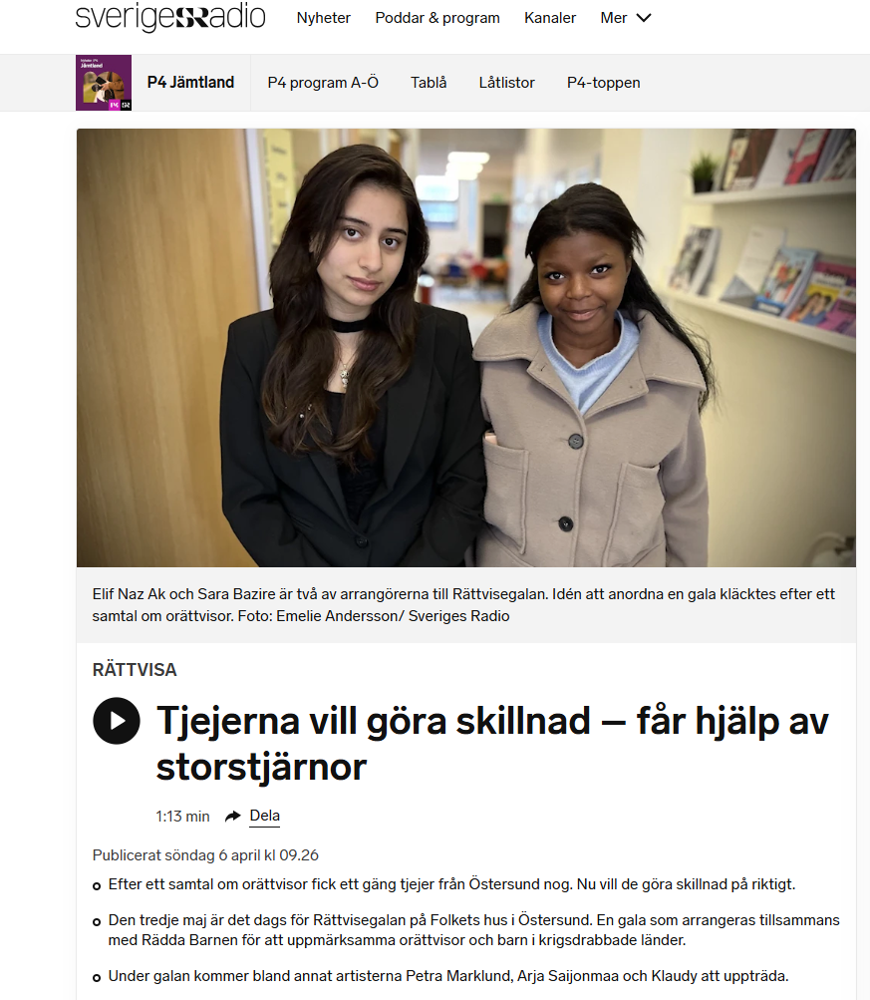 sverigesRadio
Nyheter Poddar & program Kanaler Mer
P4 Jämtland P4 program A-Ö Tablå Låtlistor P4-toppen
Elif Naz Ak och Sara Bazire är två av arrangörerna till Rättvisegalan. Idén att anordna en gala kläcktes efter ett
samtal om orättvisor. Foto: Emelie Andersson/ Sveriges Radio
RÄTTVISA
Tjejerna vill göra skillnad – får hjälp av
storstjärnor
1:13 min Dela
Publicerat söndag 6 april kl 09.26
Efter ett samtal om orättvisor fick ett gäng tjejer från Östersund nog. Nu vill de göra skillnad på riktigt.
Den tredje maj är det dags för Rättvisegalan på Folkets hus i Östersund. En gala som arrangeras tillsammans
med Rädda Barnen för att uppmärksamma orättvisor och barn i krigsdrabbade länder.
Under galan kommer bland annat artisterna Petra Marklund, Arja Saijonmaa och Klaudy att uppträda.